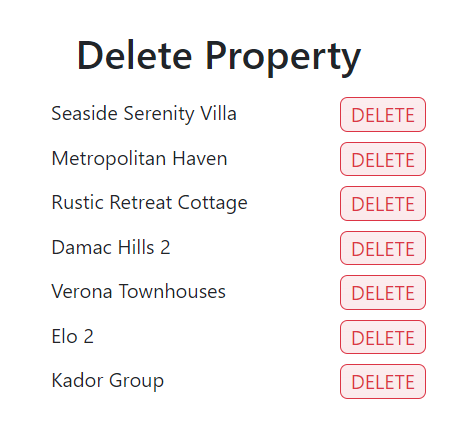 Delete Property
Seaside Serenity Villa DELETE
Metropolitan Haven DELETE
Rustic Retreat Cottage DELETE
Damac Hills 2 DELETE
Verona Townhouses DELETE
Elo 2 DELETE
Kador Group DELETE